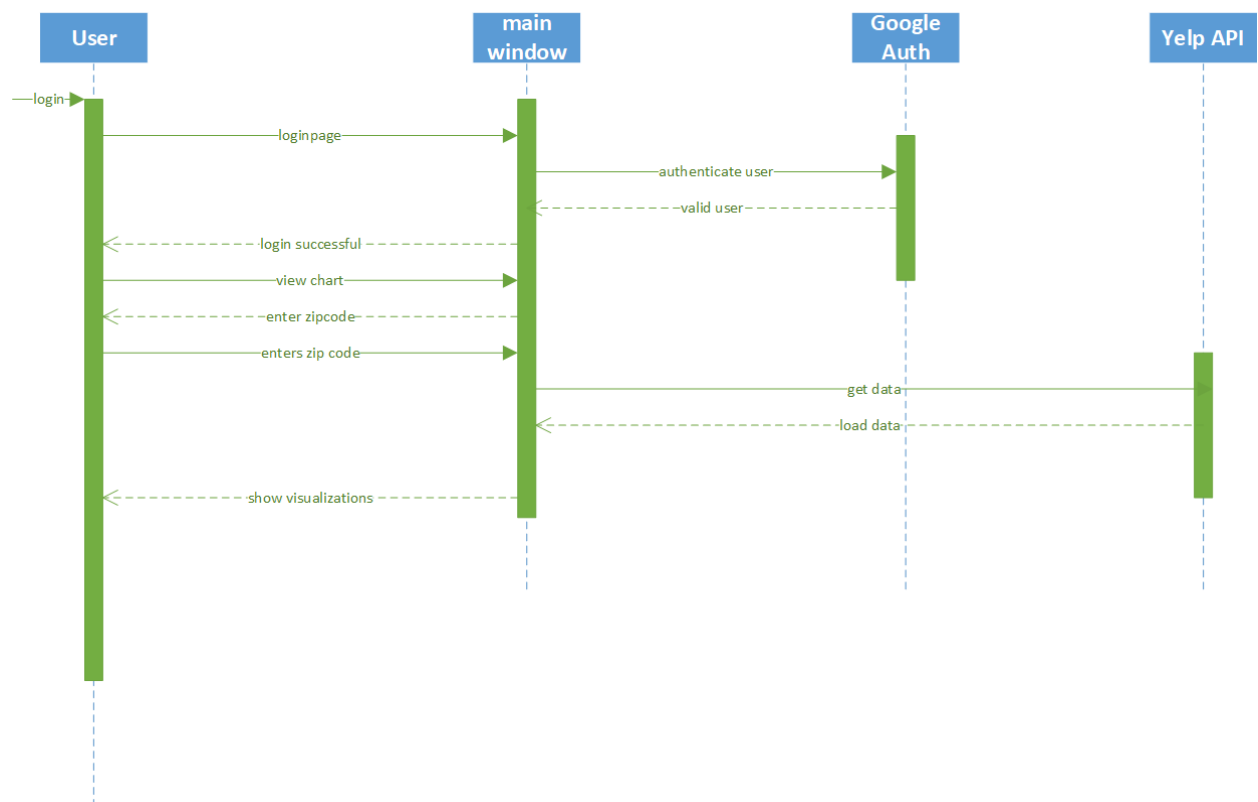 User
main
window
Google
Auth
Yelp API
login
loginpage
authenticate user
valid user
login successful
view chart
enter zipcode
enters zip code
get data
load data
show visualizations